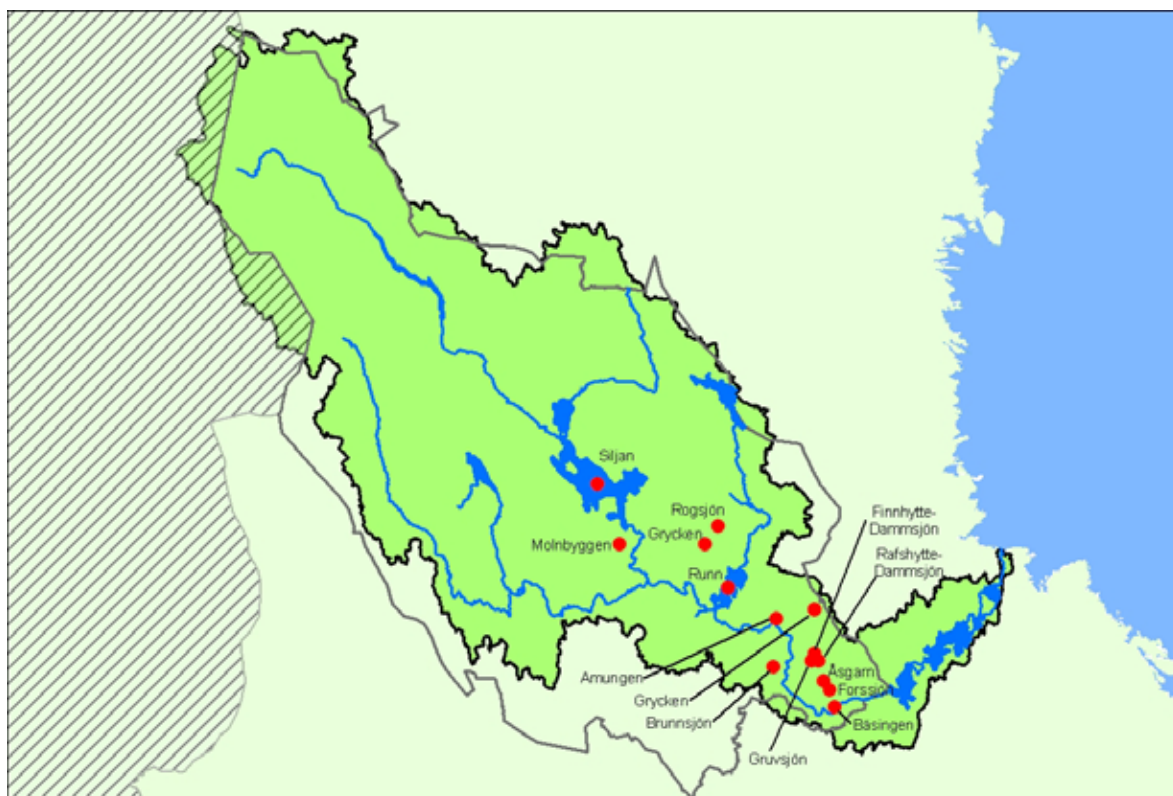 Siljan
Rogsjön
Grycken
Molnbyggen
Runn
Finnhytte-
Dammsjön
Rafshytte-
Dammsjön
Amungen
Grycken
Brunnsjön
Åsgarn
Forssjön
Bäsingen
Gruvsjön